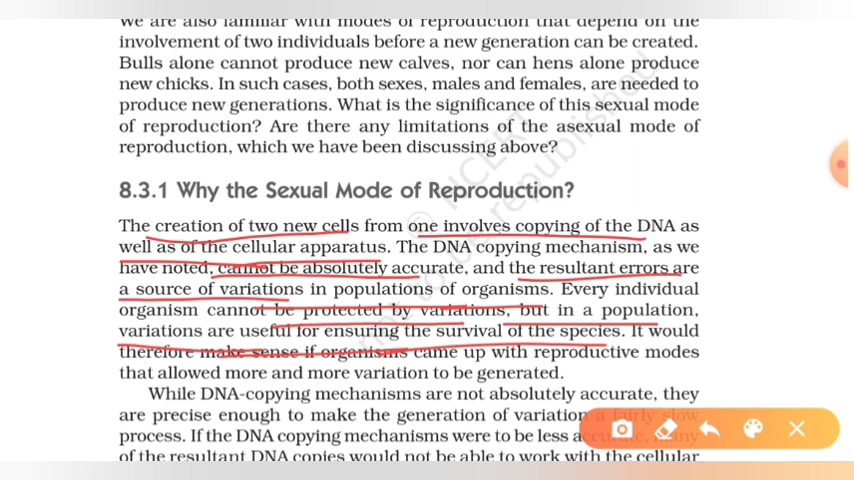 We are also familiar with modes of reproduction that depend on the
involvement of two individuals before a new generation can be created.
Bulls alone cannot produce new calves, nor can hens alone produce
new chicks. In such cases, both sexes, males and females, are needed to
produce new generations. What is the significance of this sexual mode
of reproduction? Are there any limitations of the asexual mode of
reproduction, which we have been discussing above?
8.3.1 Why the Sexual Mode of Reproduction?
The creation of two new cells from one involves copying of the DNA as
well as of the cellular apparatus. The DNA copying mechanism, as we
have noted, cannot be absolutely accurate, and the resultant errors are
a source of variations in populations of organisms. Every individual
organism cannot be protected by variations, but in a population,
variations are useful for ensuring the survival of the species. It would
therefore make sense if organisms came up with reproductive modes
that allowed more and more variation to be generated.
While DNA-copying mechanisms are not absolutely accurate, they
are precise enough to make the generation of variation a fairly slow
process. If the DNA copying mechanisms were to be less accurate, many
of the resultant DNA copies would not be able to work with the cellular
© NCERT
not to be republished